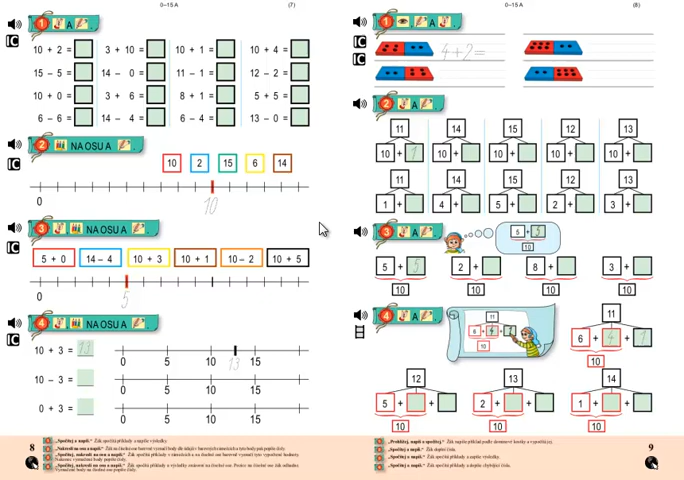 0–15 A
(7)
1
A
10 + 2 =
3 + 10 =
10 + 1 =
10 + 4 =
15 – 5 =
14 – 0 =
11 – 1 =
12 – 2 =
10 + 0 =
3 + 6 =
8 + 1 =
5 + 5 =
6 – 6 =
14 – 4 =
10 – 4 =
13 – 0 =
2 NA OSU A
10 2 15 6 14
0
10
3 NA OSU A
5 + 0 14 – 4 10 + 3 10 + 1 10 – 2 10 + 5
0
5
4 NA OSU A
10 + 3 = 13
0 5 10 13 15
10 – 3 =
0 5 10 15
0 + 3 =
0 5 10 15
8
0–15 A
(8)
1
A
4+2=
2
A
11 14 15 12 13
10 + 1 10 + 10 + 10 + 10 +
11 14 15 12 13
1 + 4 + 5 + 2 + 3 +
3
A
5 + 5
10
5 + 5 2 + 8 + 3 +
10 10 10 10
4
A
11
6 + 4 + 1
10
11
6 + 4 + 1
10
12 13 14
5 + + 2 + + 1 + +
10 10 10
9